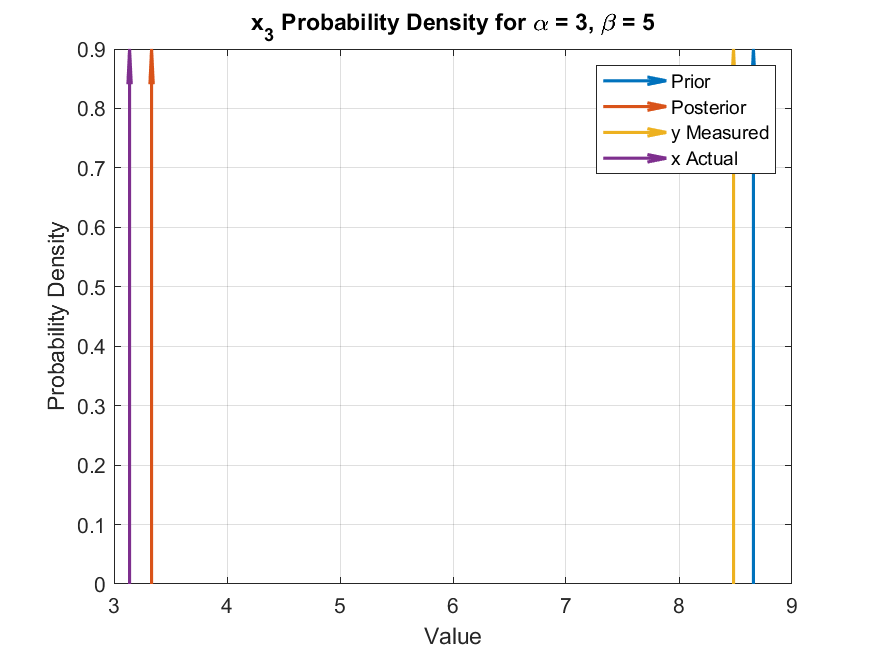 x3 Probability Density for α = 3, β = 5
Probability Density
0.9
0.8
0.7
0.6
0.5
0.4
0.3
0.2
0.1
0
Prior
Posterior
y Measured
x Actual
3 4 5 6 7 8 9
Value